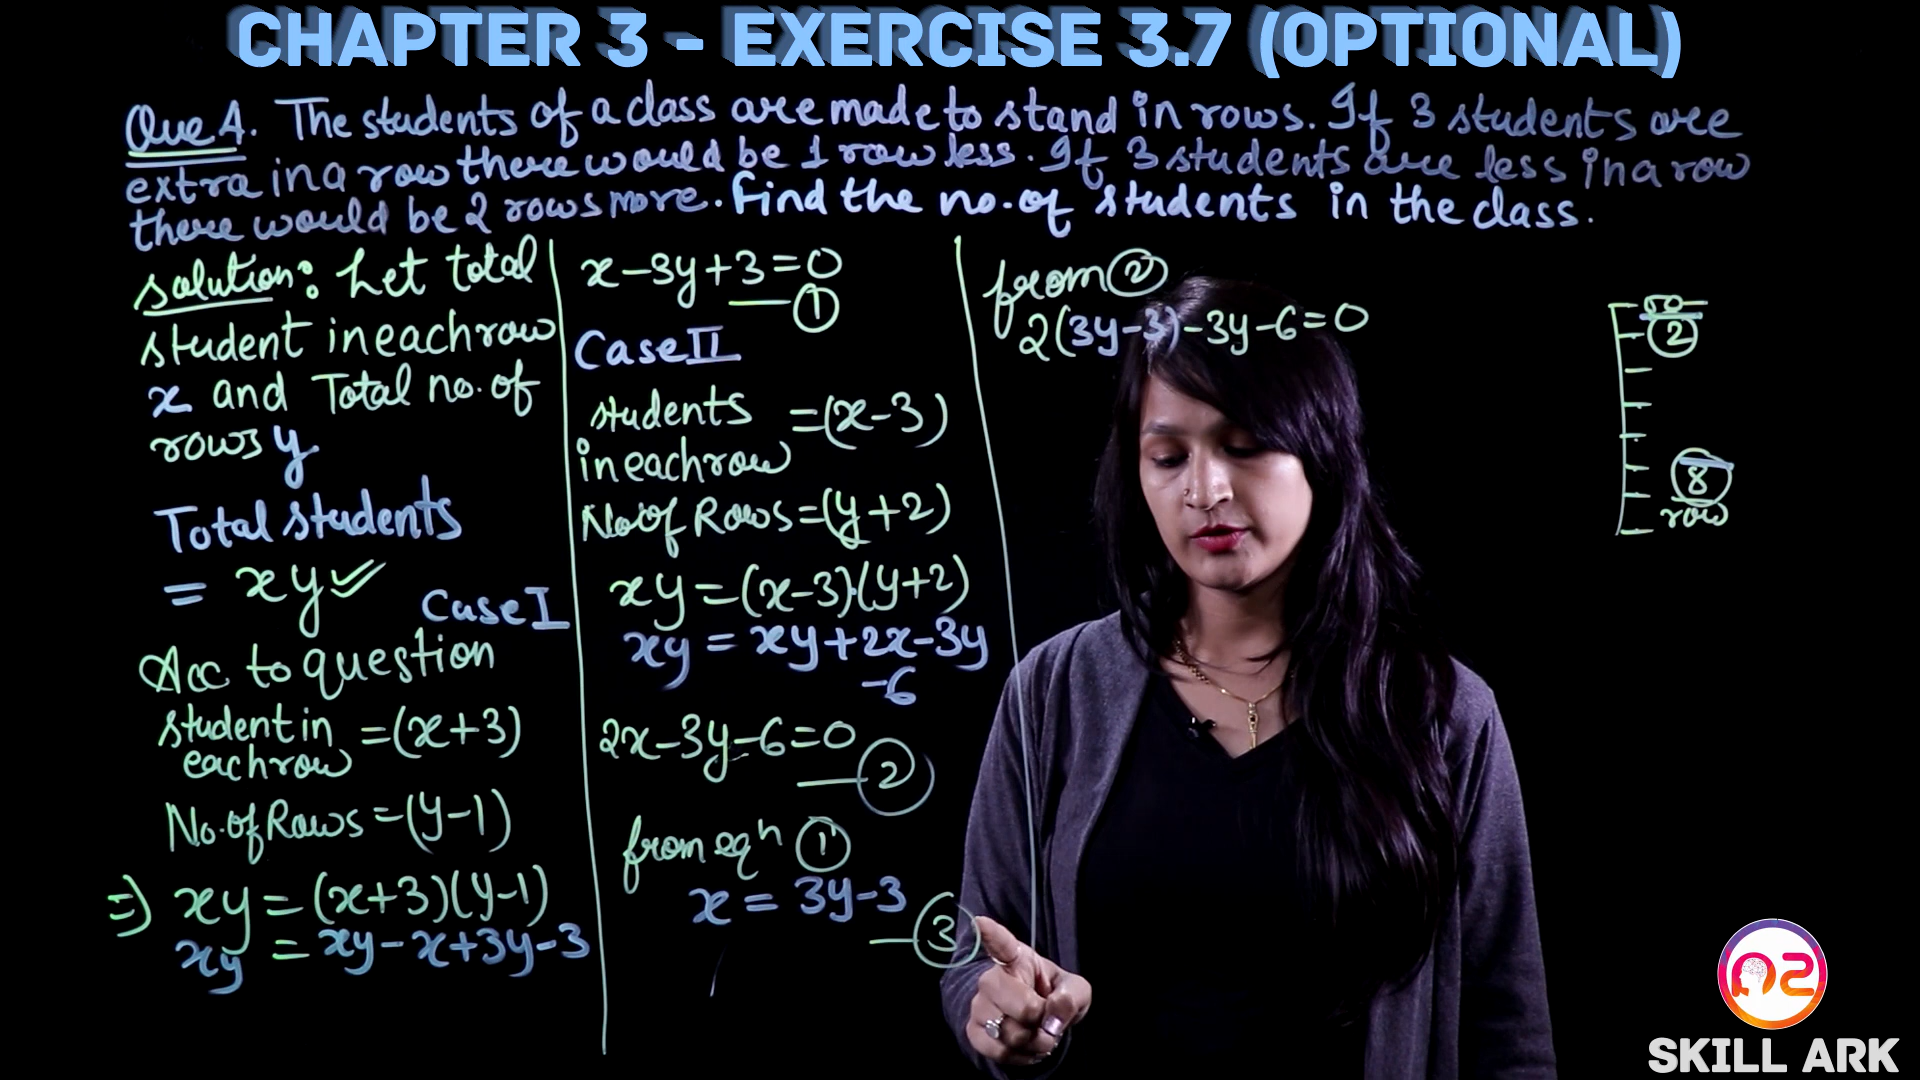 CHAPTER 3 - EXERCISE 3.7 (OPTIONAL)
Que 4. The students of a class are made to stand in rows. If 3 students are
extra in a row there would be 1 row less. If 3 students are less in a row
there would be 2 rows more. Find the no. of students in the class.
Solution: Let total
student in each row
x and Total no. of
rows y
Total students
= xy ✓
Case I
Acc to question
student in
each row = (x+3)
No. of Rows = (y-1)
=> xy = (x+3)(y-1)
xy = xy-x+3y-3
x-3y+3=0
1
Case II
students
in each row = (x-3)
No of Rows = (y+2)
xy = (x-3).(y+2)
xy = xy+2x-3y
-6
2x-3y-6=0
2
from eqn 1
x = 3y-3
3
from 2
2(3y-3)-3y-6=0
50
2
8
row
SKILL ARK